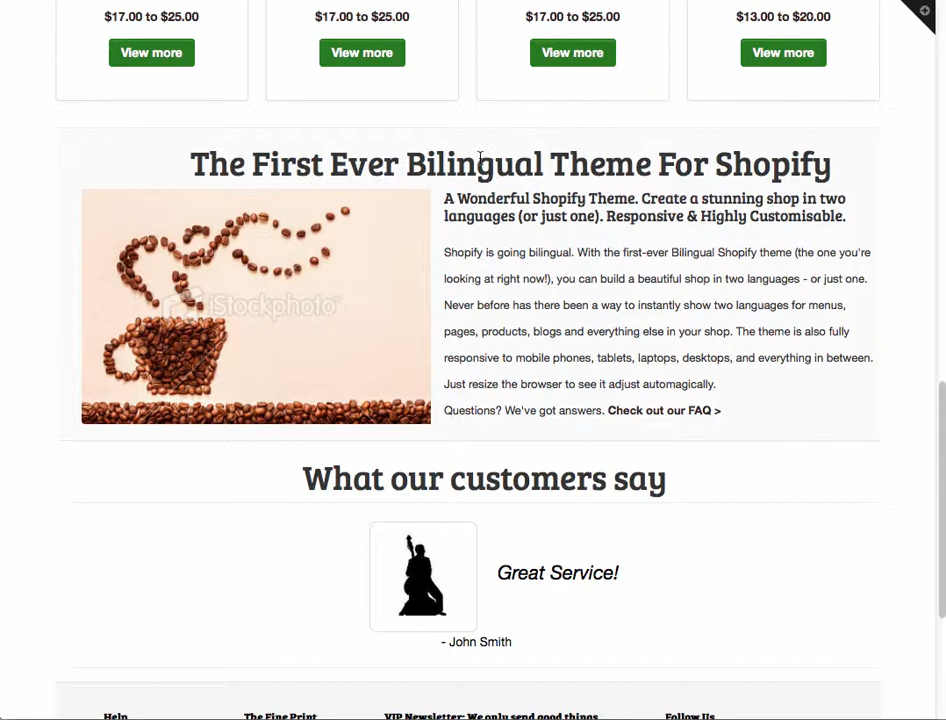 $17.00 to $25.00
$17.00 to $25.00
$17.00 to $25.00
$13.00 to $20.00
View more
View more
View more
View more
The First Ever Bilingual Theme For Shopify
A Wonderful Shopify Theme. Create a stunning shop in two
languages (or just one). Responsive & Highly Customisable.
iStockphoto
Shopify is going bilingual. With the first-ever Bilingual Shopify theme (the one you're
looking at right now!), you can build a beautiful shop in two languages - or just one.
Never before has there been a way to instantly show two languages for menus,
pages, products, blogs and everything else in your shop. The theme is also fully
responsive to mobile phones, tablets, laptops, desktops, and everything in between.
Just resize the browser to see it adjust automagically.
Questions? We've got answers. Check out our FAQ >
What our customers say
Great Service!
- John Smith
Help
The Fine Print
VIP Newsletter: We only send good things
Follow Us